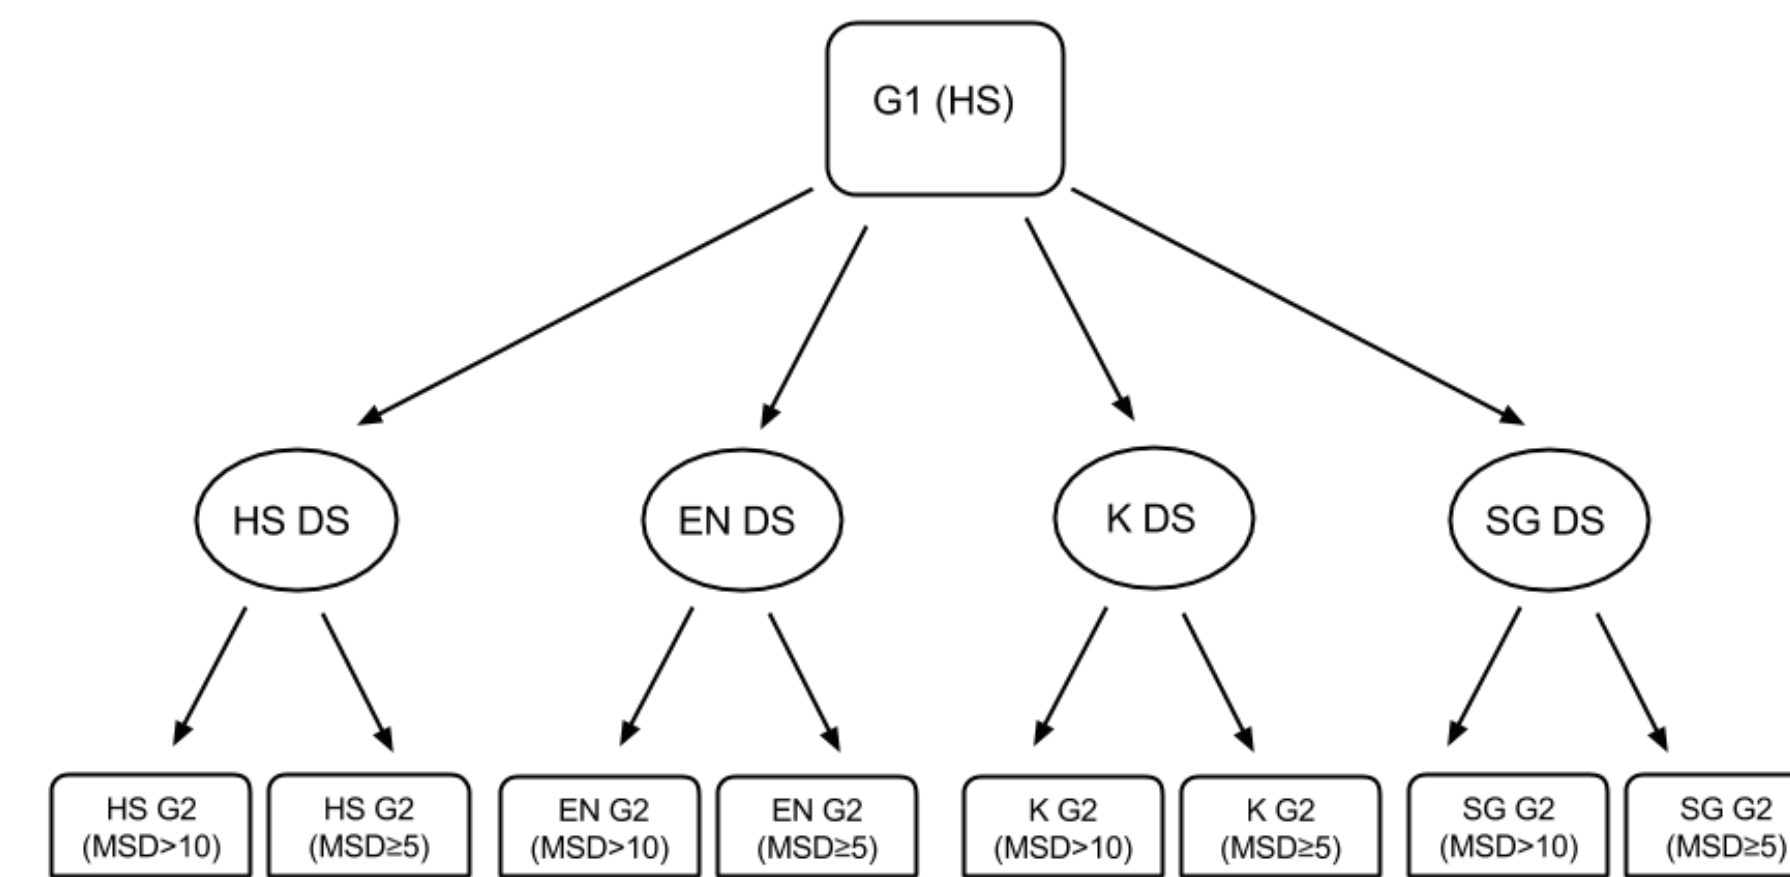 G1 (HS)
HS DS
EN DS
K DS
SG DS
HS G2
(MSD>10)
HS G2
(MSD≥5)
EN G2
(MSD>10)
EN G2
(MSD≥5)
K G2
(MSD>10)
K G2
(MSD≥5)
SG G2
(MSD>10)
SG G2
(MSD≥5)